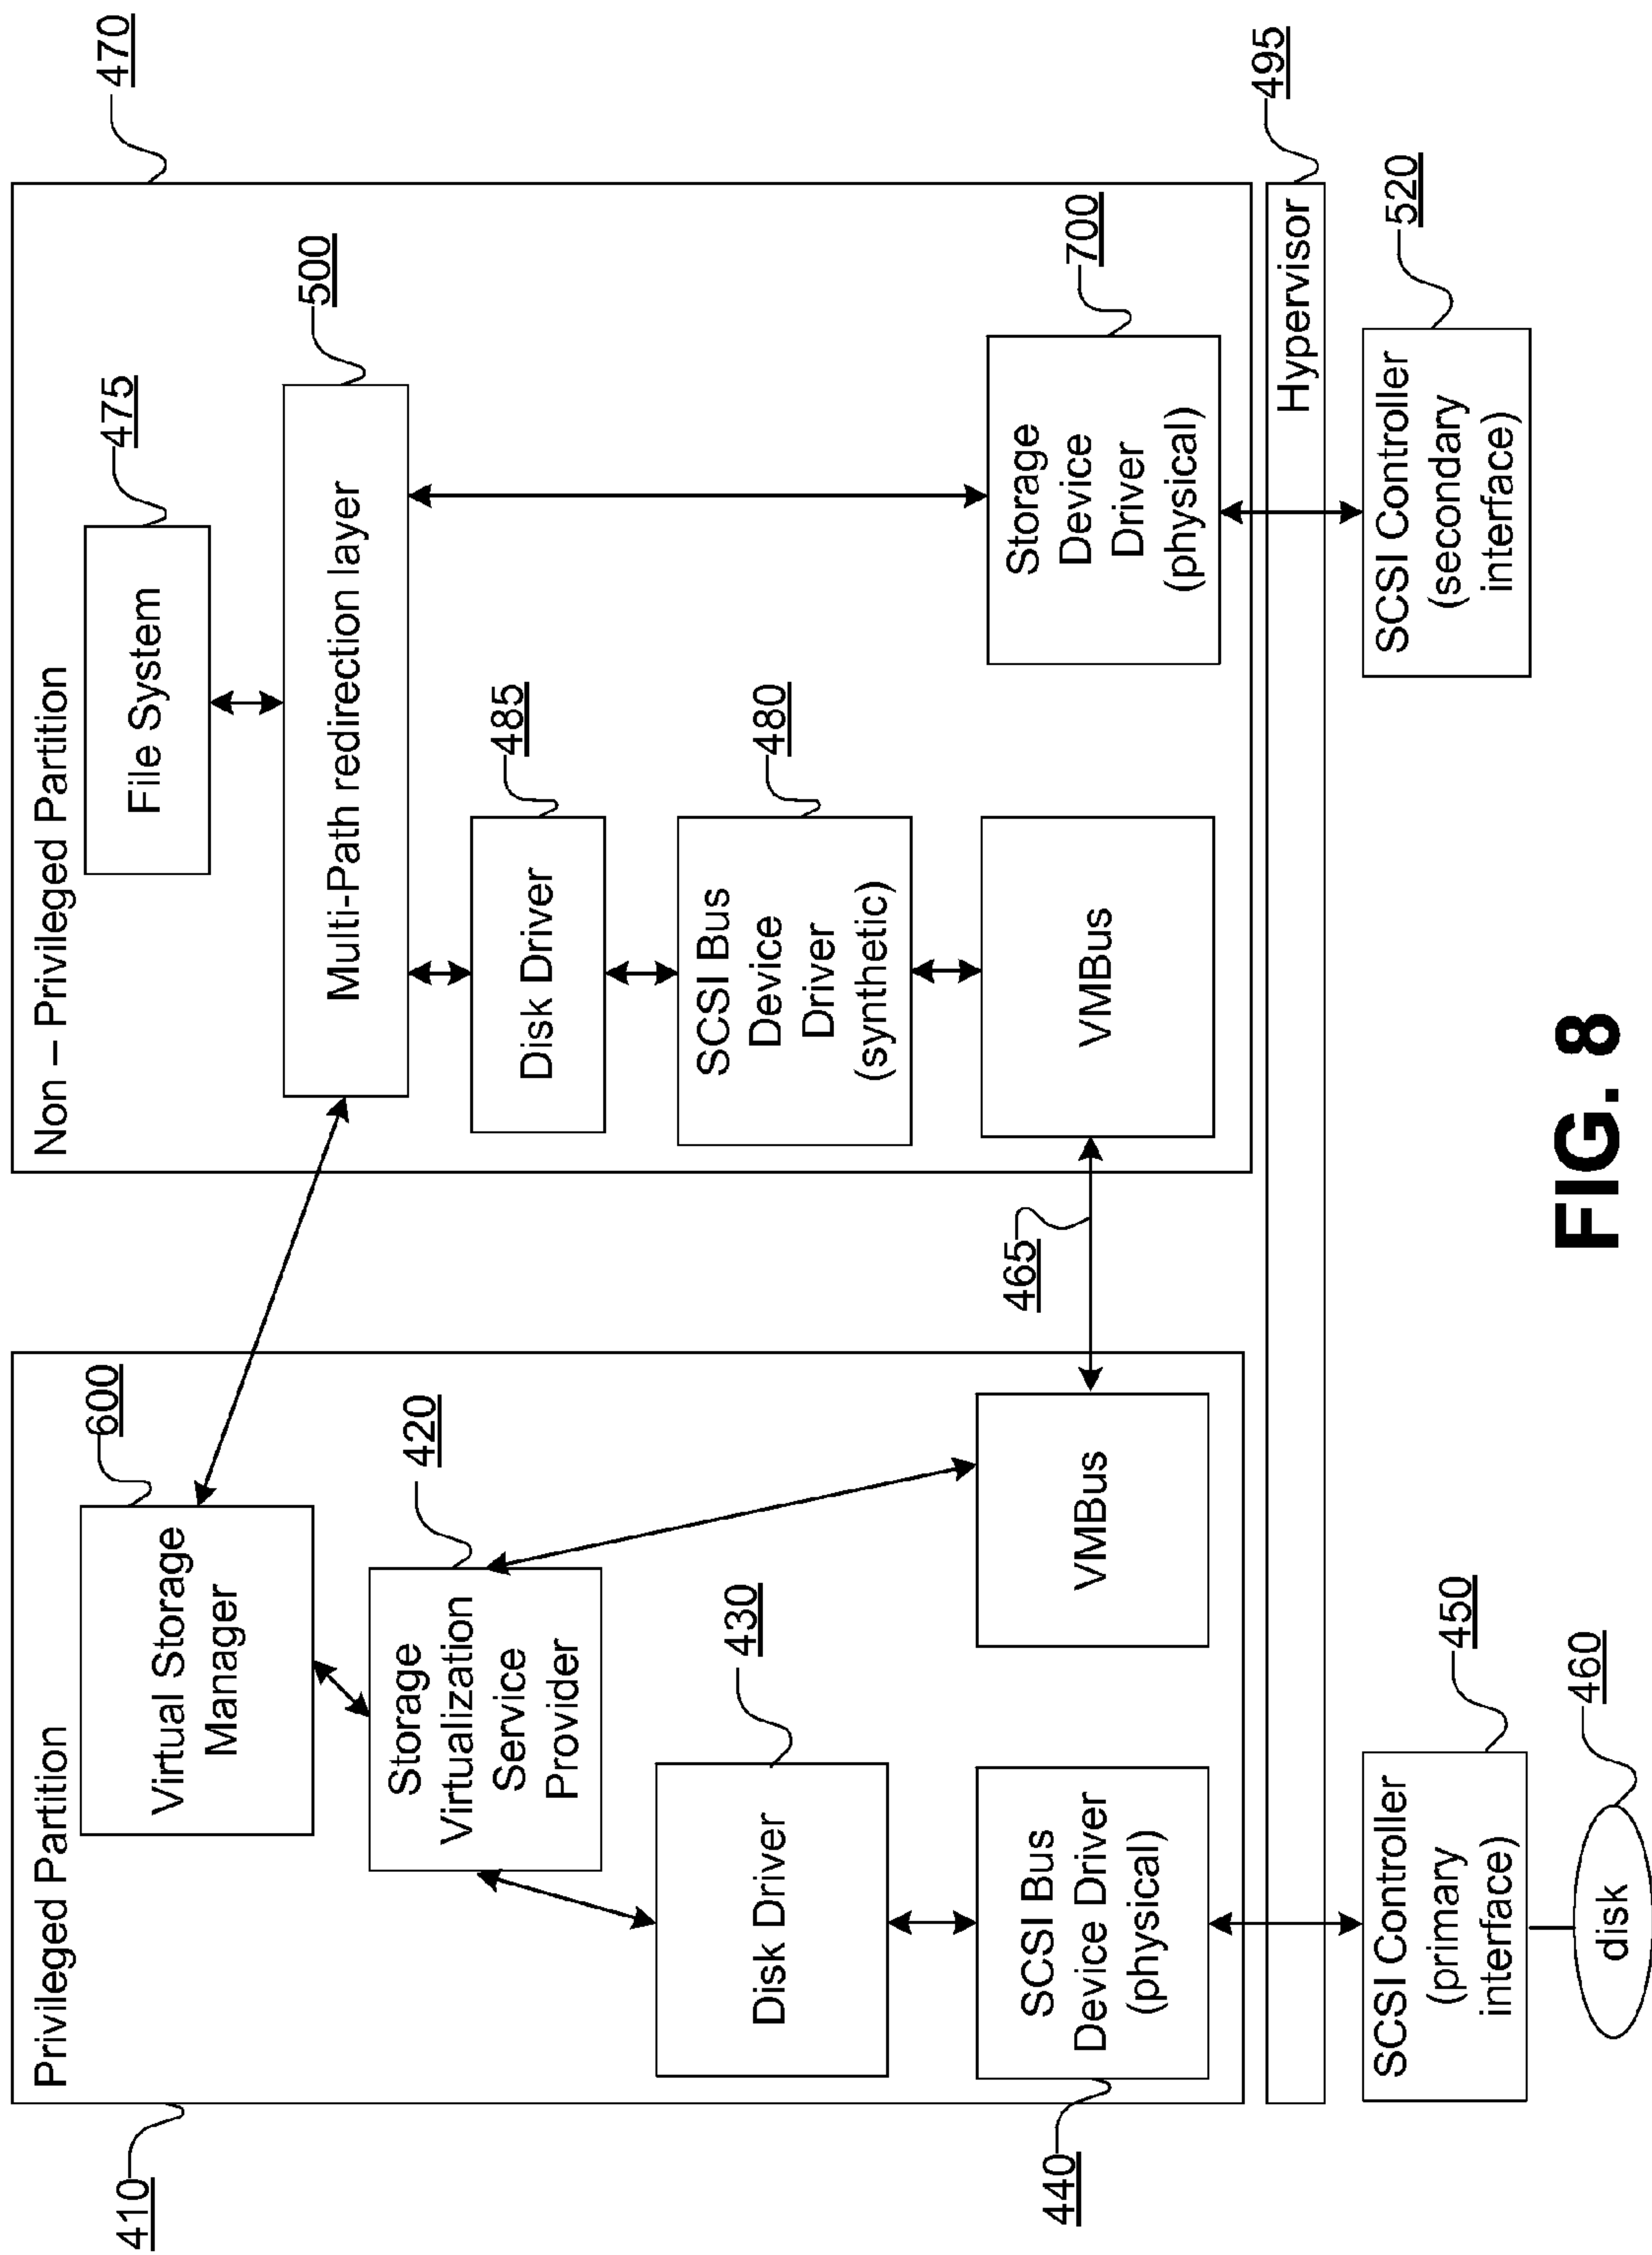 Privileged Partition
410
Virtual Storage
Manager
600
Storage
Virtualization
Service
Provider
420
Disk Driver
430
SCSI Bus
Device Driver
(physical)
440
VMBus
465
Non – Privileged Partition
470
File System
475
Multi-Path redirection layer
500
Disk Driver
485
SCSI Bus
Device
Driver
(synthetic)
480
VMBus
Storage
Device
Driver
(physical)
700
Hypervisor
495
SCSI Controller
(primary
interface)
450
disk
460
SCSI Controller
(secondary
interface)
520
FIG. 8